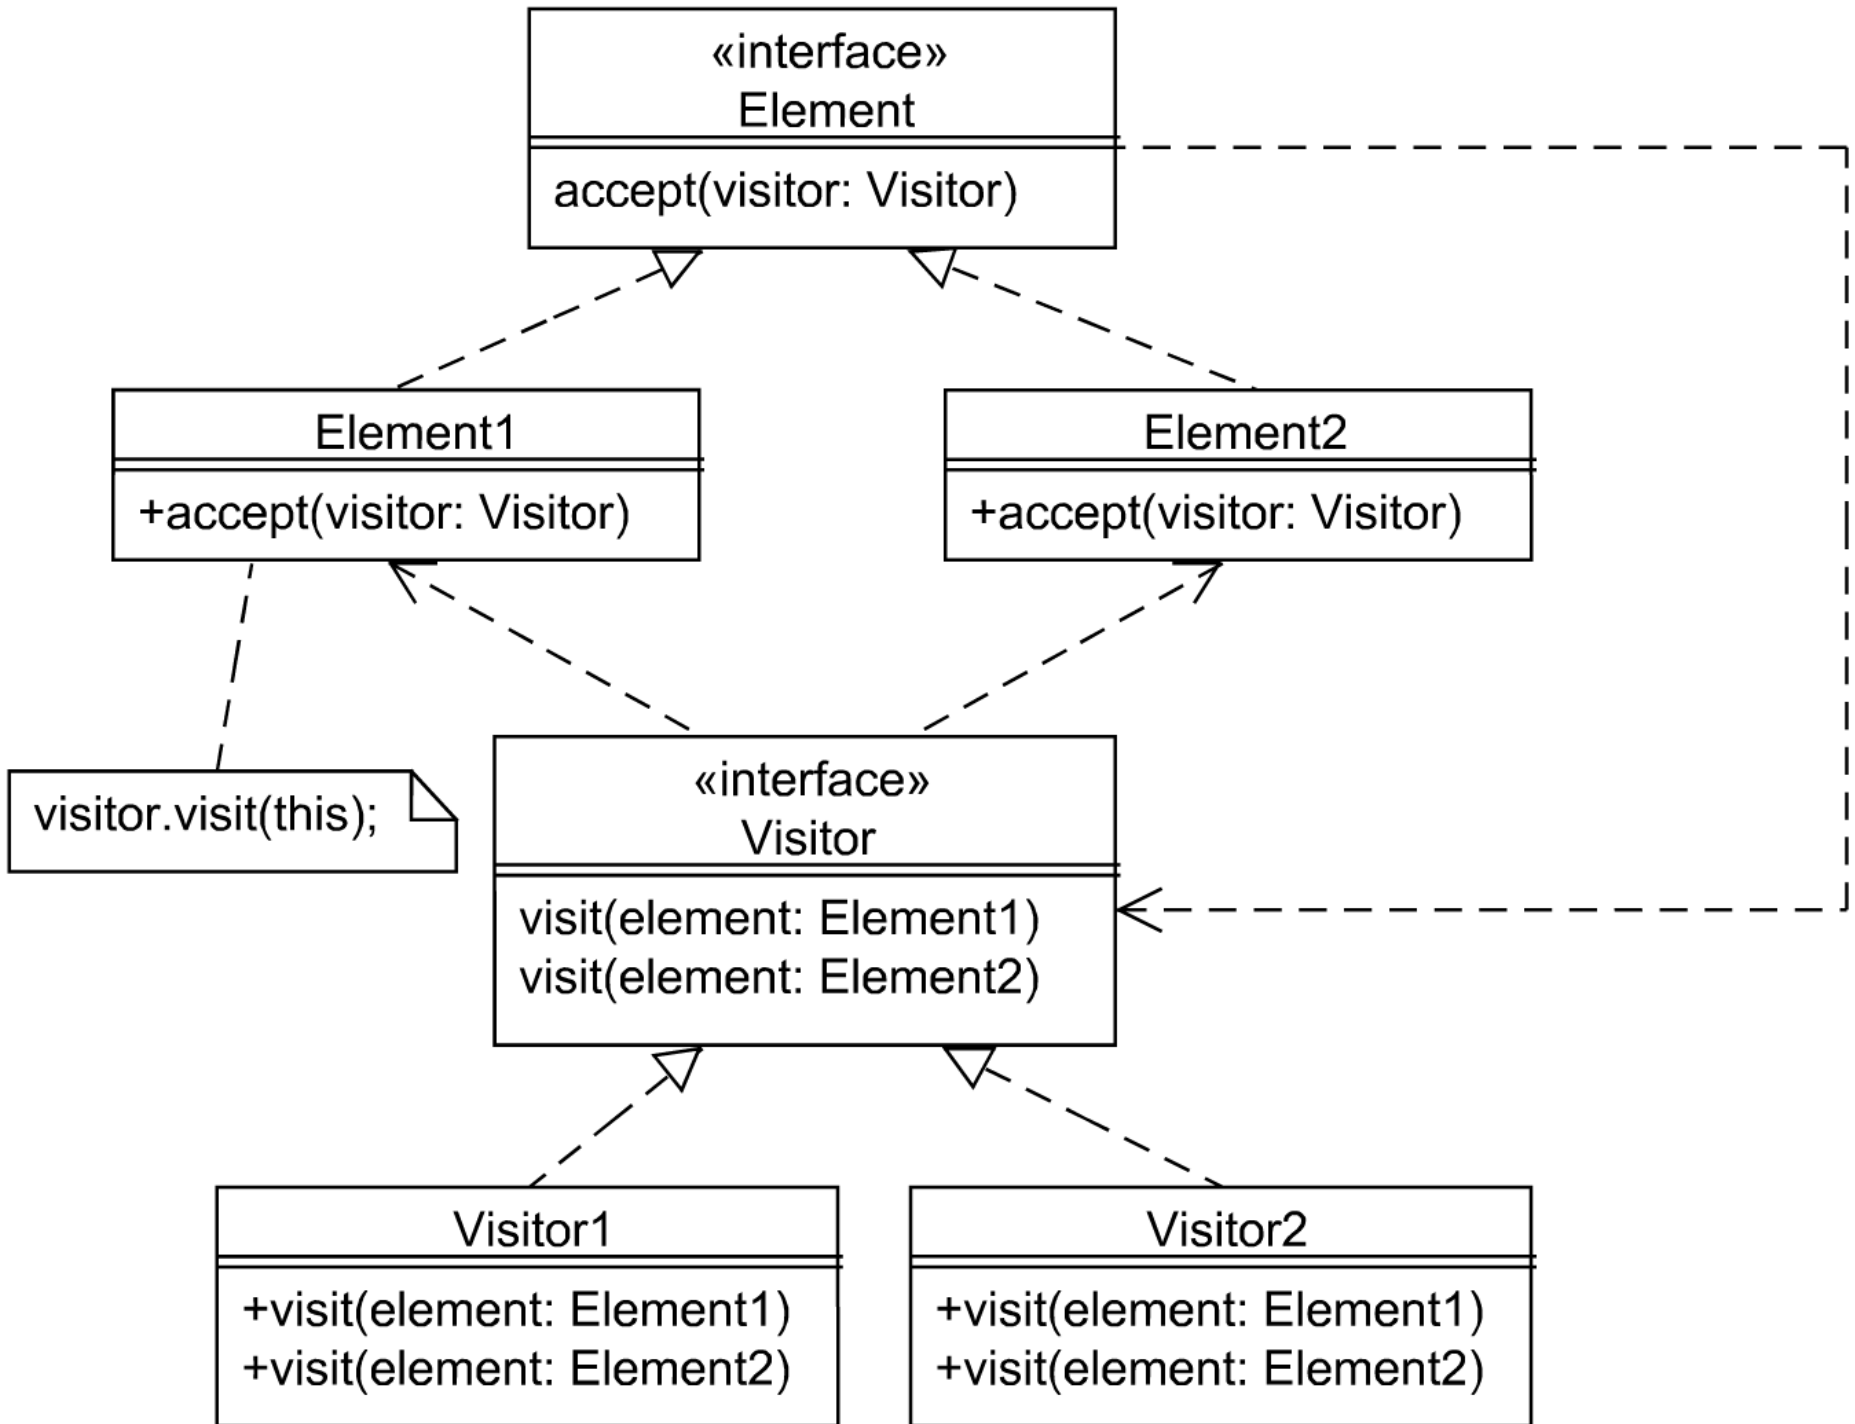 «interface»
Element
accept(visitor: Visitor)
Element1
+accept(visitor: Visitor)
Element2
+accept(visitor: Visitor)
visitor.visit(this);
«interface»
Visitor
visit(element: Element1)
visit(element: Element2)
Visitor1
+visit(element: Element1)
+visit(element: Element2)
Visitor2
+visit(element: Element1)
+visit(element: Element2)